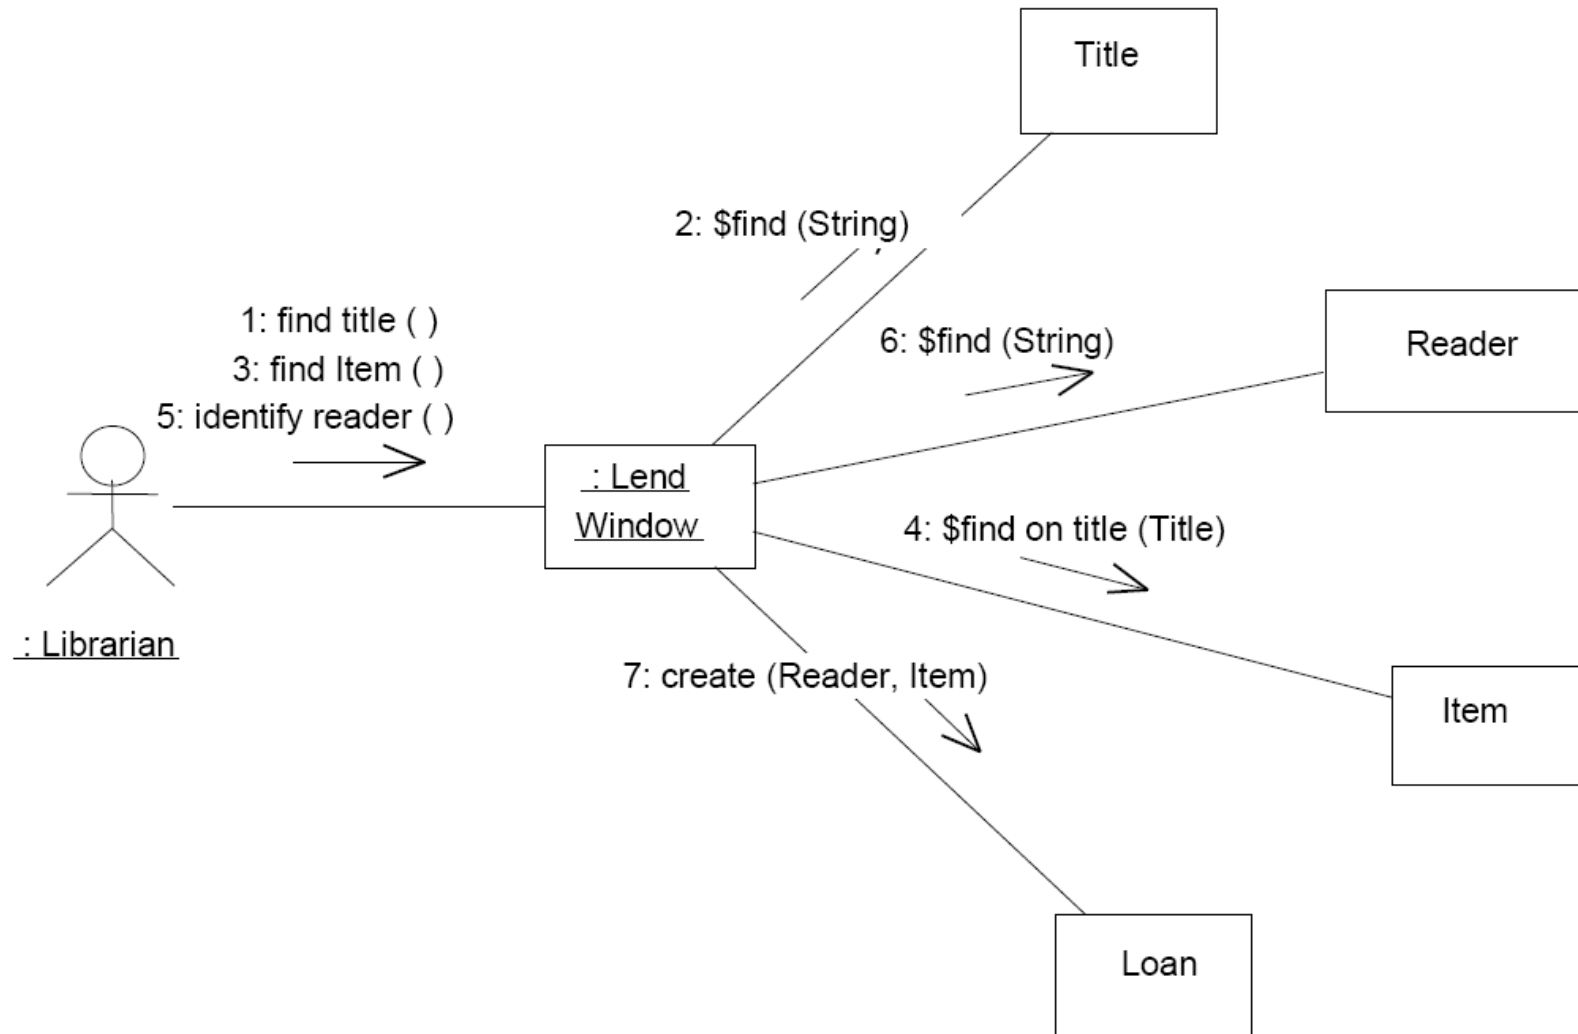 Title
2: $find (String)
1: find title ( )
3: find Item ( )
5: identify reader ( )
6: $find (String)
Reader
: Lend
Window
4: $find on title (Title)
: Librarian
7: create (Reader, Item)
Item
Loan